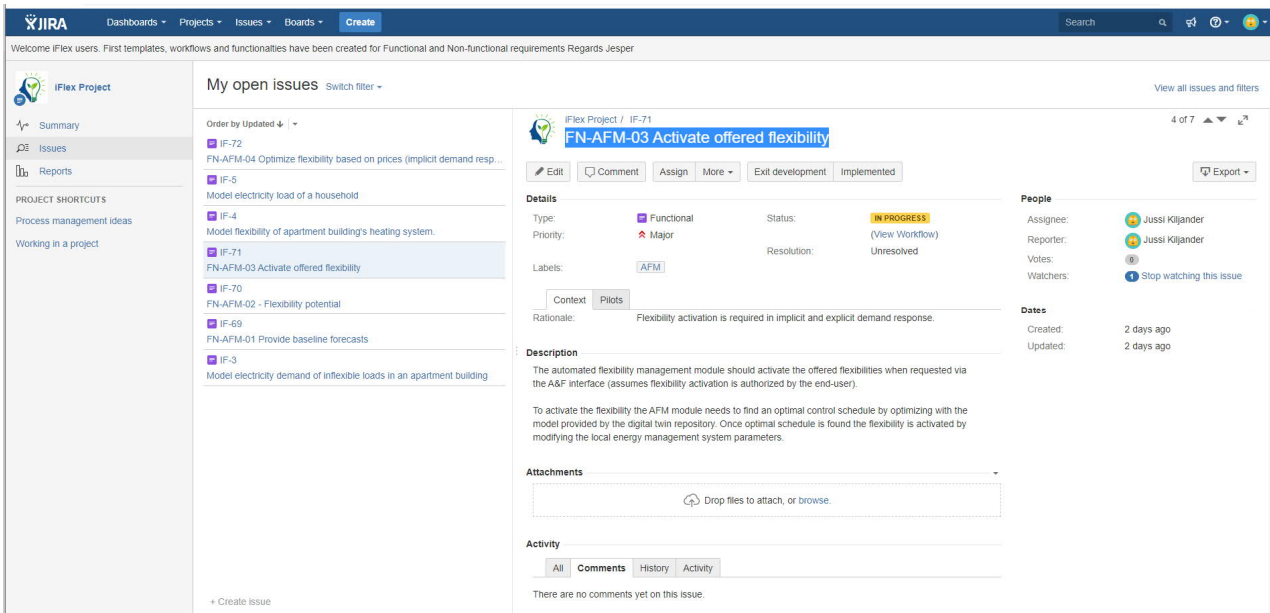 JIRA Dashboards Projects Issues Boards Create Search
Welcome iFlex users. First templates, workflows and functionalties have been created for Functional and Non-functional requirements Regards Jesper
iFlex Project
Summary
Issues
Reports
PROJECT SHORTCUTS
Process management ideas
Working in a project
My open issues Switch filter
View all issues and filters
Order by Updated
IF-72
FN-AFM-04 Optimize flexibility based on prices (implicit demand resp...
IF-5
Model electricity load of a household
IF-4
Model flexibility of apartment building's heating system.
IF-71
FN-AFM-03 Activate offered flexibility
IF-70
FN-AFM-02 - Flexibility potential
IF-69
FN-AFM-01 Provide baseline forecasts
IF-3
Model electricity demand of inflexible loads in an apartment building
+ Create issue
iFlex Project / IF-71
4 of 7
FN-AFM-03 Activate offered flexibility
Edit Comment Assign More Exit development Implemented Export
Details
Type: Functional Status: IN PROGRESS
Priority: Major (View Workflow)
Resolution: Unresolved
Labels: AFM
Context Pilots
Rationale: Flexibility activation is required in implicit and explicit demand response.
Description
The automated flexibility management module should activate the offered flexibilities when requested via
the A&F interface (assumes flexibility activation is authorized by the end-user).
To activate the flexibility the AFM module needs to find an optimal control schedule by optimizing with the
model provided by the digital twin repository. Once optimal schedule is found the flexibility is activated by
modifying the local energy management system parameters.
Attachments
Drop files to attach, or browse.
Activity
All Comments History Activity
There are no comments yet on this issue.
People
Assignee: Jussi Kiljander
Reporter: Jussi Kiljander
Votes: 0
Watchers: 1 Stop watching this issue
Dates
Created: 2 days ago
Updated: 2 days ago